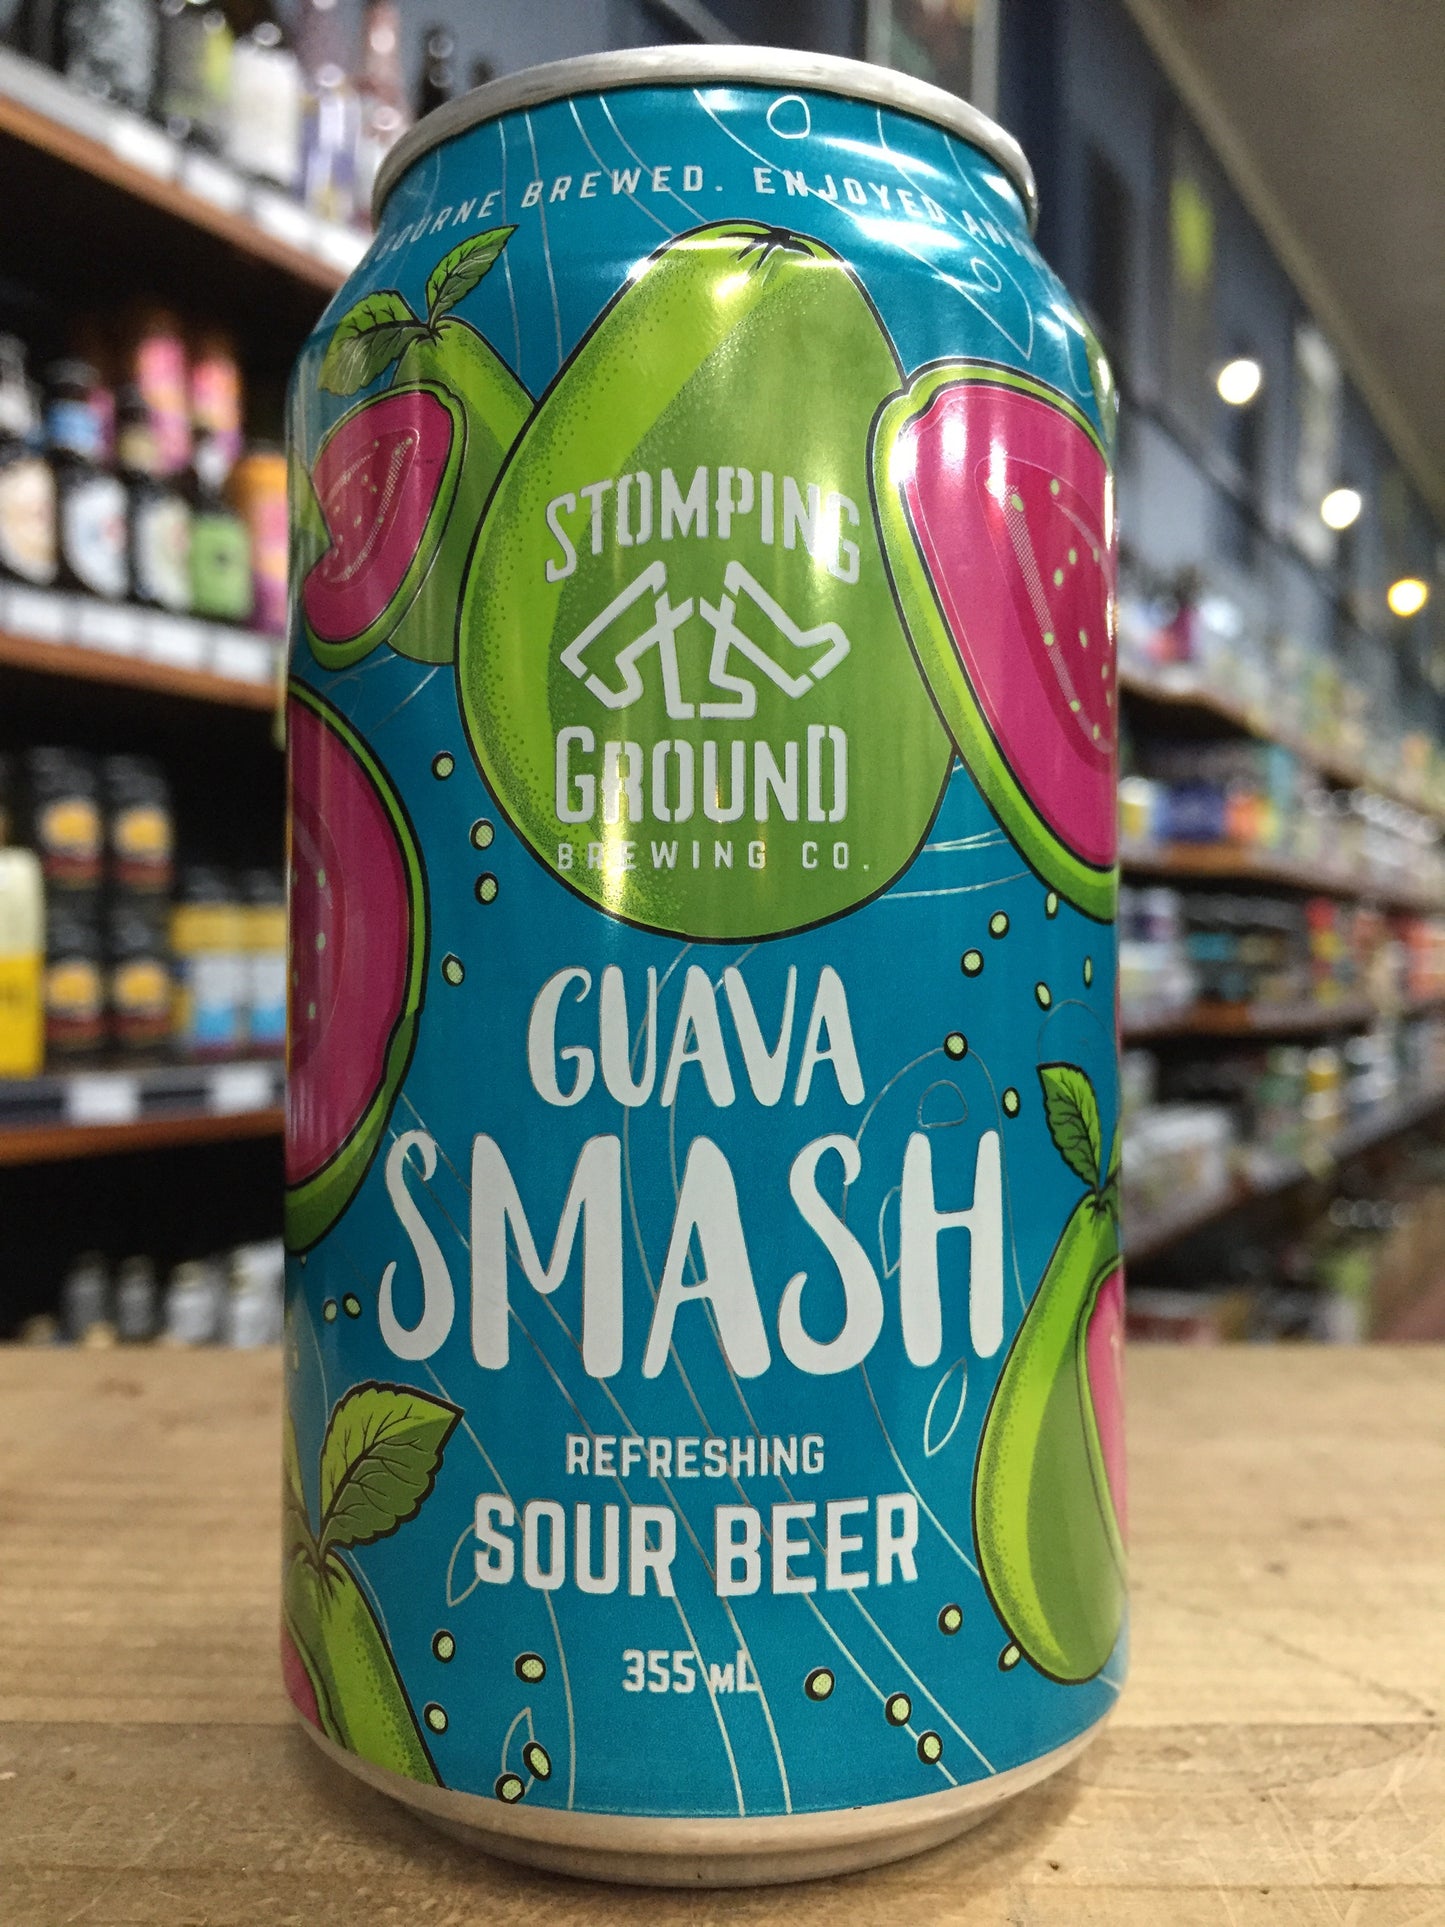 BREWED. ENJOYED
STOMPING
GROUND
BREWING CO.
GUAVA
SMASH
REFRESHING
SOUR BEER
355 mL